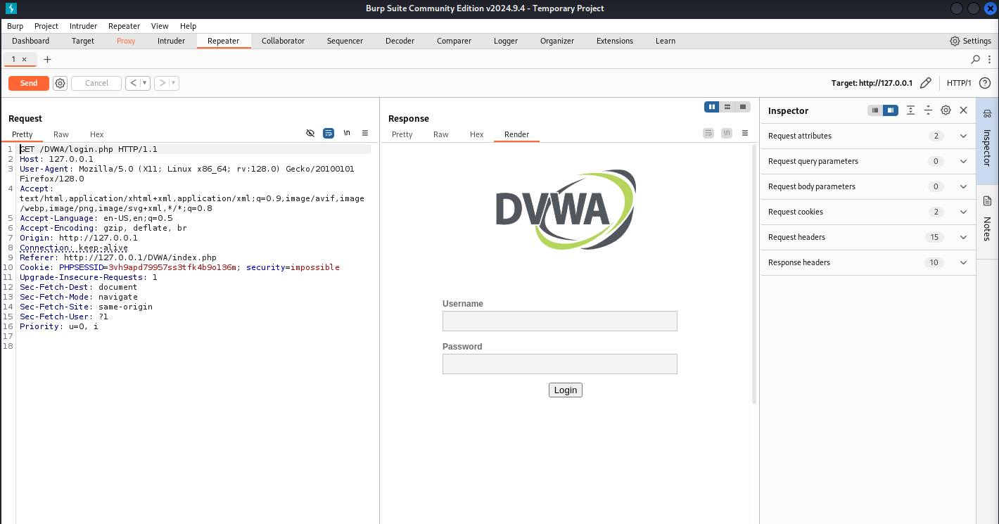 Burp Suite Community Edition v2024.9.4 - Temporary Project
Burp Project Intruder Repeater View Help
Dashboard Target Proxy Intruder Repeater Collaborator Sequencer Decoder Comparer Logger Organizer Extensions Learn Settings
1 × +
Send Cancel < > Target: http://127.0.0.1 HTTP/1 ?
Request
Pretty Raw Hex \n
1 GET /DVWA/login.php HTTP/1.1
2 Host: 127.0.0.1
3 User-Agent: Mozilla/5.0 (X11; Linux x86_64; rv:128.0) Gecko/20100101
Firefox/128.0
4 Accept:
text/html,application/xhtml+xml,application/xml;q=0.9,image/avif,image
/webp,image/png,image/svg+xml,*/*;q=0.8
5 Accept-Language: en-US,en;q=0.5
6 Accept-Encoding: gzip, deflate, br
7 Origin: http://127.0.0.1
8 Connection: keep-alive
9 Referer: http://127.0.0.1/DVWA/index.php
10 Cookie: PHPSESSID=3vh9apd79957ss3tfk4b9o136m; security=impossible
11 Upgrade-Insecure-Requests: 1
12 Sec-Fetch-Dest: document
13 Sec-Fetch-Mode: navigate
14 Sec-Fetch-Site: same-origin
15 Sec-Fetch-User: ?1
16 Priority: u=0, i
17
18
Response
Pretty Raw Hex Render \n
DVWA
Username
Password
Login
Inspector
Request attributes 2
Request query parameters 0
Request body parameters 0
Request cookies 2
Request headers 15
Response headers 10
Inspector
Notes